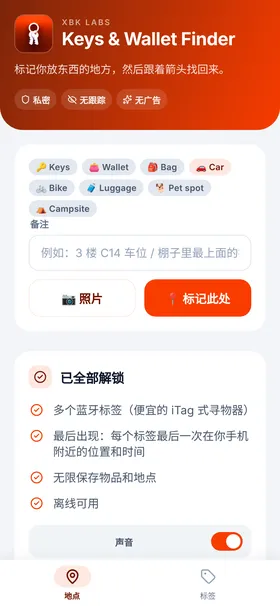 XBK LABS
Keys & Wallet Finder
标记你放东西的地方，然后跟着箭头找回来。
私密
无跟踪
无广告
🔑 Keys
👛 Wallet
👜 Bag
🚗 Car
🚲 Bike
🧳 Luggage
🐕 Pet spot
⛺ Campsite
备注
例如：3 楼 C14 车位 / 棚子里最上面的
📷 照片
📍 标记此处
已全部解锁
多个蓝牙标签（便宜的 iTag 式寻物器）
最后出现：每个标签最后一次在你手机
附近的位置和时间
无限保存物品和地点
离线可用
声音
地点
标签